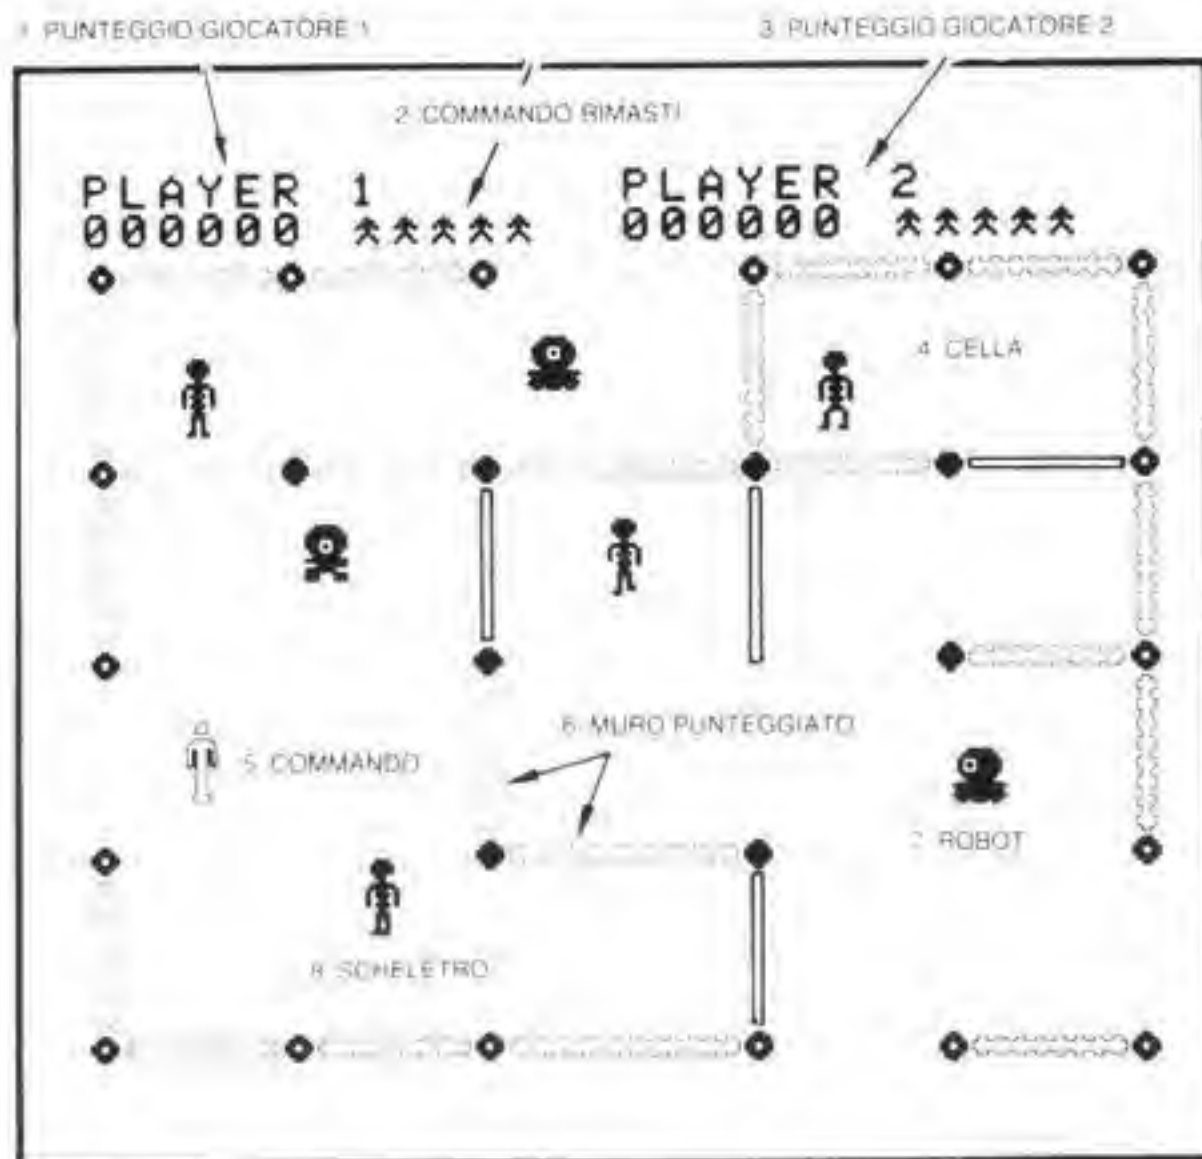 1 PUNTEGGIO GIOCATORE 1
3 PUNTEGGIO GIOCATORE 2
2 COMMANDO RIMASTI
PLAYER 1
000000
PLAYER 2
000000
4 CELLA
6 MURO PUNTEGGIATO
5 COMMANDO
ROBOT
8 SCHELETRO